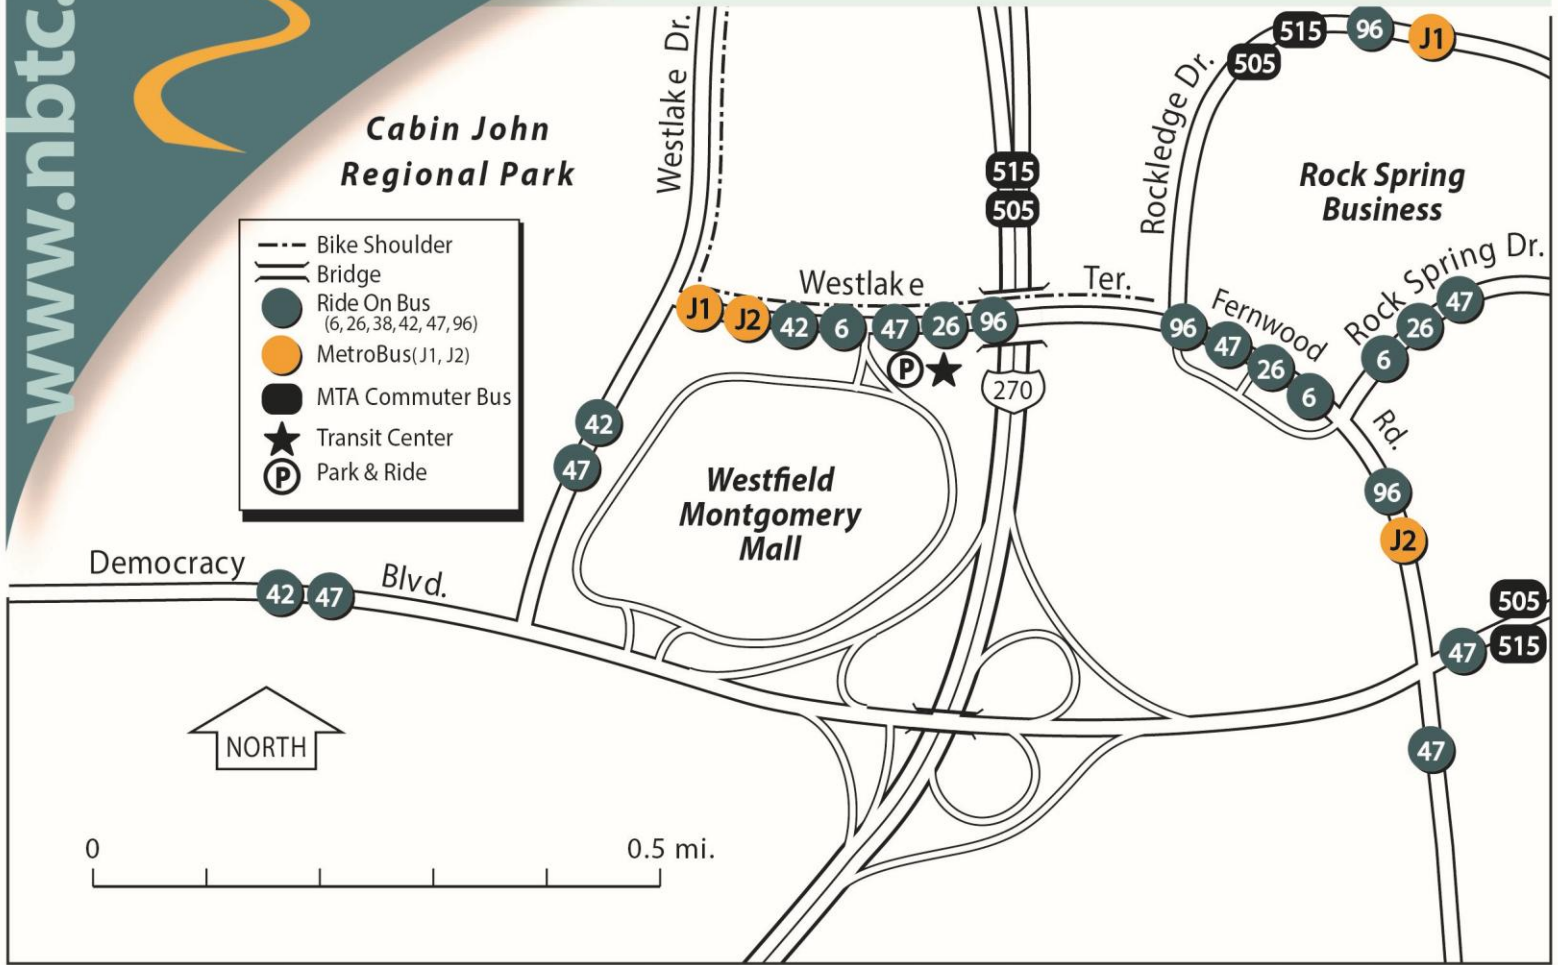 www.nbtc.
Cabin John
Regional Park
Westlake Dr.
Bike Shoulder
Bridge
Ride On Bus
(6, 26, 38, 42, 47, 96)
MetroBus(J1, J2)
MTA Commuter Bus
Transit Center
P Park & Ride
515
505
515
505
96
J1
Rockledge Dr.
Rock Spring
Business
Westlake Ter.
J1
J2
42
6
47
26
96
P
270
Fernwood Rd.
96
47
26
6
Rock Spring Dr.
6
26
47
42
47
Westfield
Montgomery
Mall
96
J2
Democracy Blvd.
42
47
505
47
515
47
NORTH
0
0.5 mi.